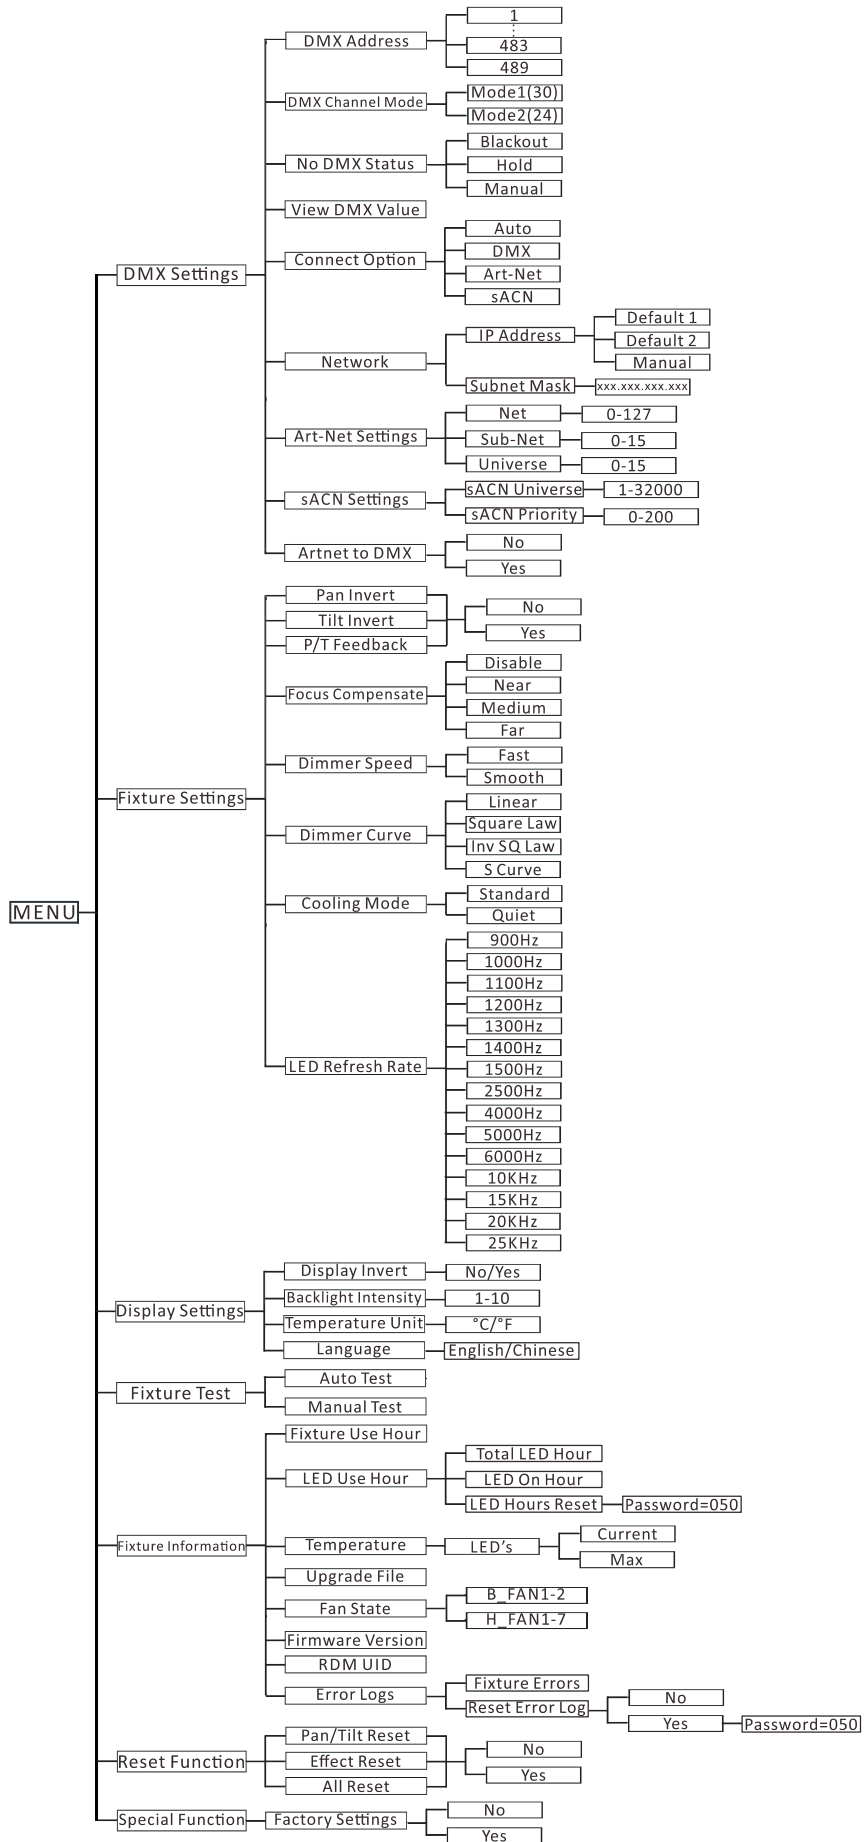 MENU
DMX Settings
DMX Address
1
483
489
DMX Channel Mode
Mode1(30)
Mode2(24)
No DMX Status
Blackout
Hold
Manual
View DMX Value
Connect Option
Auto
DMX
Art-Net
sACN
Network
IP Address
Default 1
Default 2
Manual
Subnet Mask
xxx.xxx.xxx.xxx
Art-Net Settings
Net
0-127
Sub-Net
0-15
Universe
0-15
sACN Settings
sACN Universe
1-32000
sACN Priority
0-200
Artnet to DMX
No
Yes
Fixture Settings
Pan Invert
Tilt Invert
P/T Feedback
No
Yes
Focus Compensate
Disable
Near
Medium
Far
Dimmer Speed
Fast
Smooth
Dimmer Curve
Linear
Square Law
Inv SQ Law
S Curve
Cooling Mode
Standard
Quiet
LED Refresh Rate
900Hz
1000Hz
1100Hz
1200Hz
1300Hz
1400Hz
1500Hz
2500Hz
4000Hz
5000Hz
6000Hz
10KHz
15KHz
20KHz
25KHz
Display Settings
Display Invert
No/Yes
Backlight Intensity
1-10
Temperature Unit
°C/°F
Language
English/Chinese
Fixture Test
Auto Test
Manual Test
Fixture Information
Fixture Use Hour
LED Use Hour
Total LED Hour
LED On Hour
LED Hours Reset
Password=050
Temperature
LED's
Current
Max
Upgrade File
Fan State
B_FAN1-2
H_FAN1-7
Firmware Version
RDM UID
Error Logs
Fixture Errors
Reset Error Log
No
Yes
Password=050
Reset Function
Pan/Tilt Reset
Effect Reset
All Reset
No
Yes
Special Function
Factory Settings
No
Yes